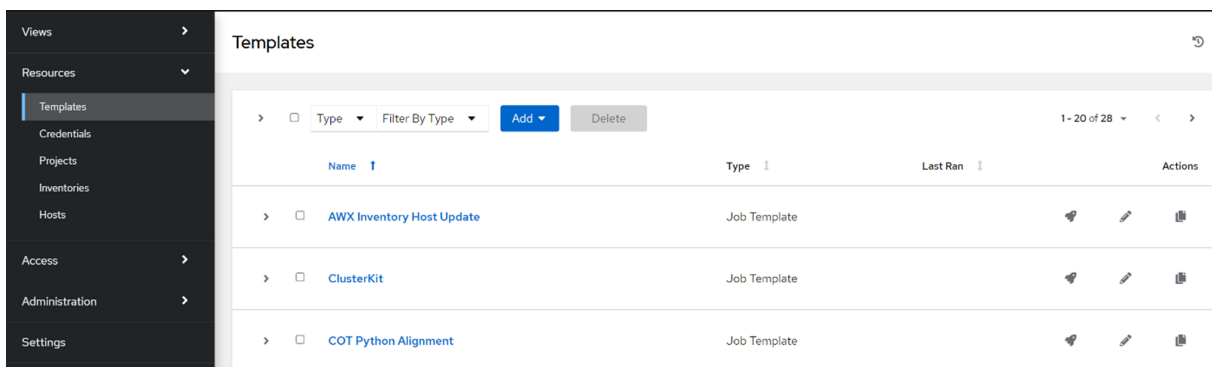 Views
Resources
Templates
Credentials
Projects
Inventories
Hosts
Access
Administration
Settings
Templates
Type Filter By Type Add Delete 1 - 20 of 28
Name Type Last Ran Actions
AWX Inventory Host Update Job Template
ClusterKit Job Template
COT Python Alignment Job Template